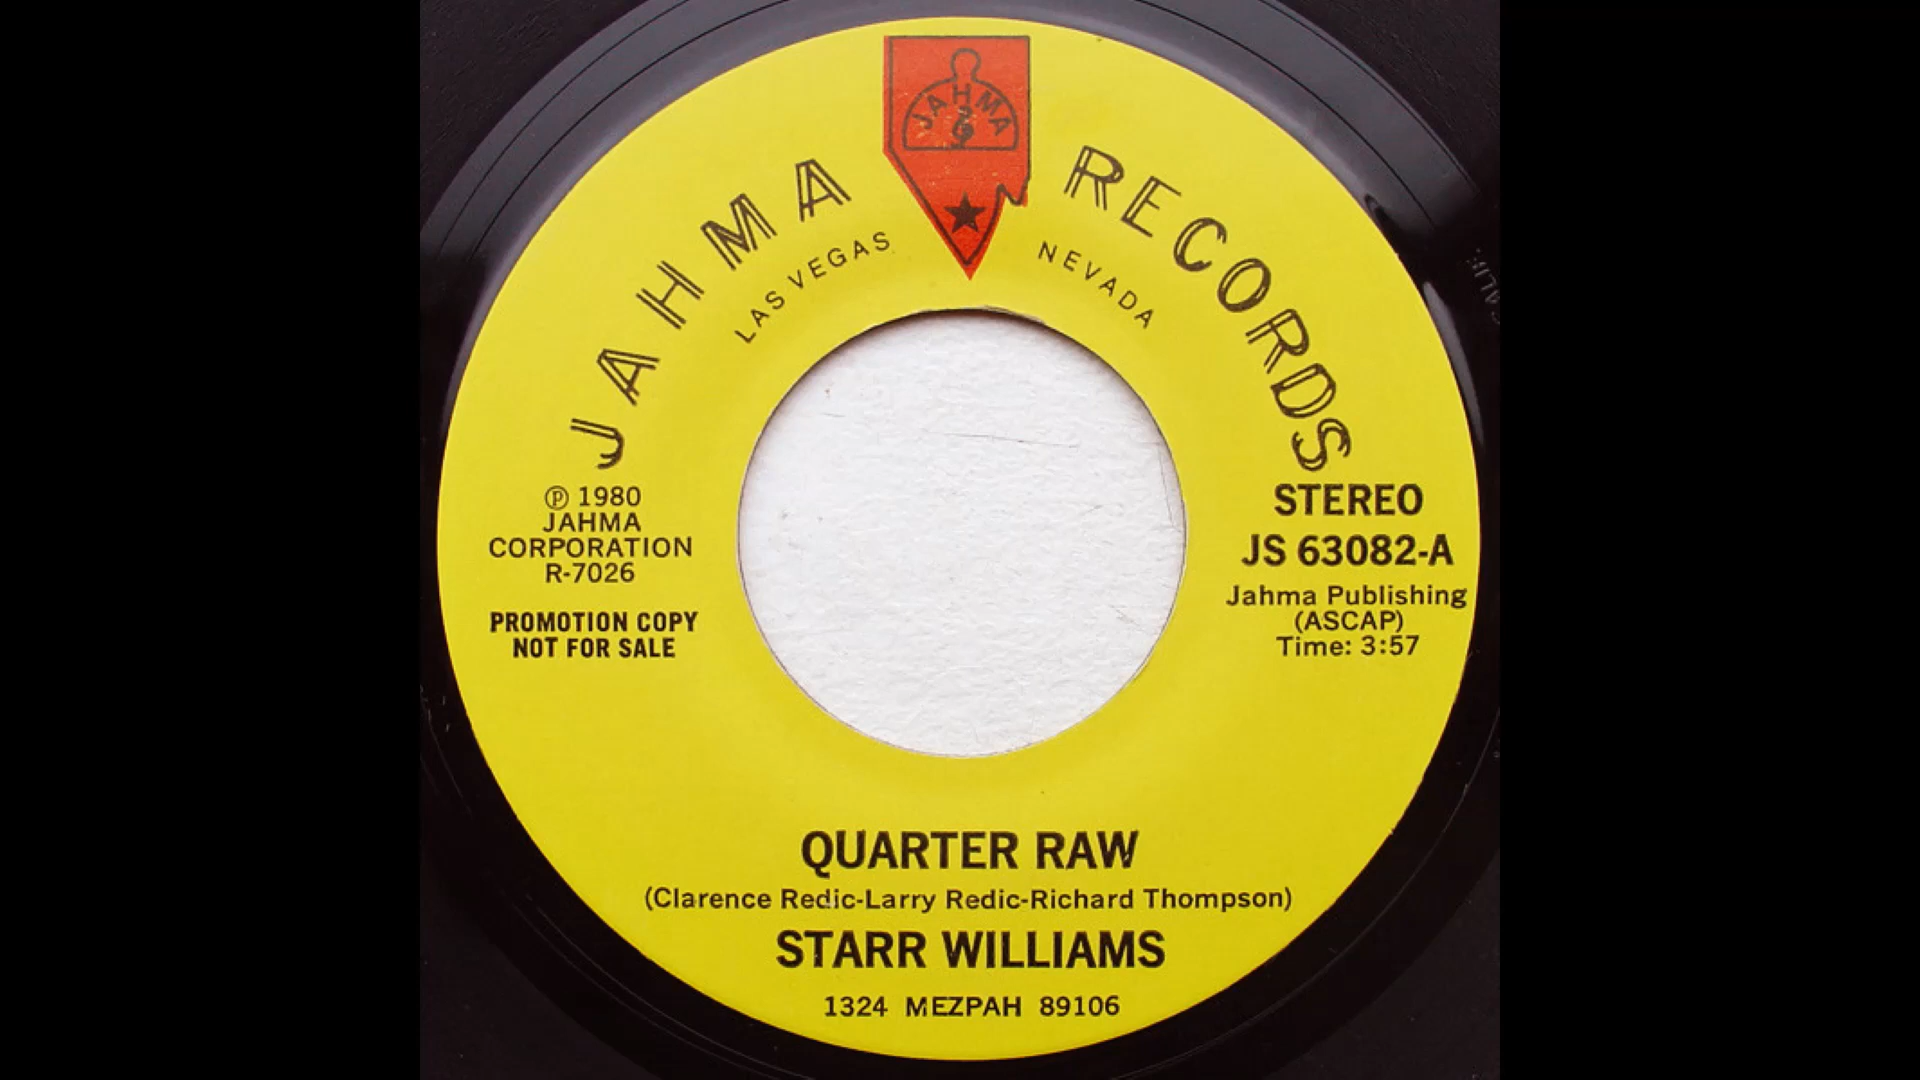 JAHMA
JAHMA RECORDS
LAS VEGAS NEVADA
℗ 1980
JAHMA
CORPORATION
R-7026
PROMOTION COPY
NOT FOR SALE
STEREO
JS 63082-A
Jahma Publishing
(ASCAP)
Time: 3:57
QUARTER RAW
(Clarence Redic-Larry Redic-Richard Thompson)
STARR WILLIAMS
1324 MEZPAH 89106